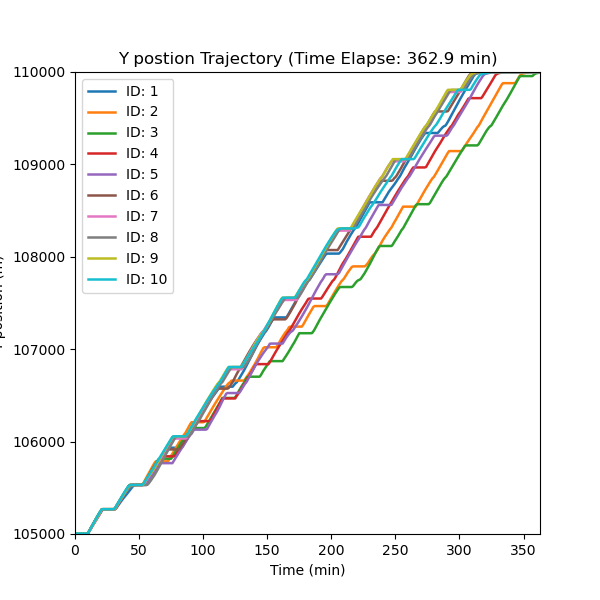 Y postion Trajectory (Time Elapse: 362.9 min)
110000
109000
108000
107000
106000
105000
ID: 1
ID: 2
ID: 3
ID: 4
ID: 5
ID: 6
ID: 7
ID: 8
ID: 9
ID: 10
0 50 100 150 200 250 300 350
Time (min)